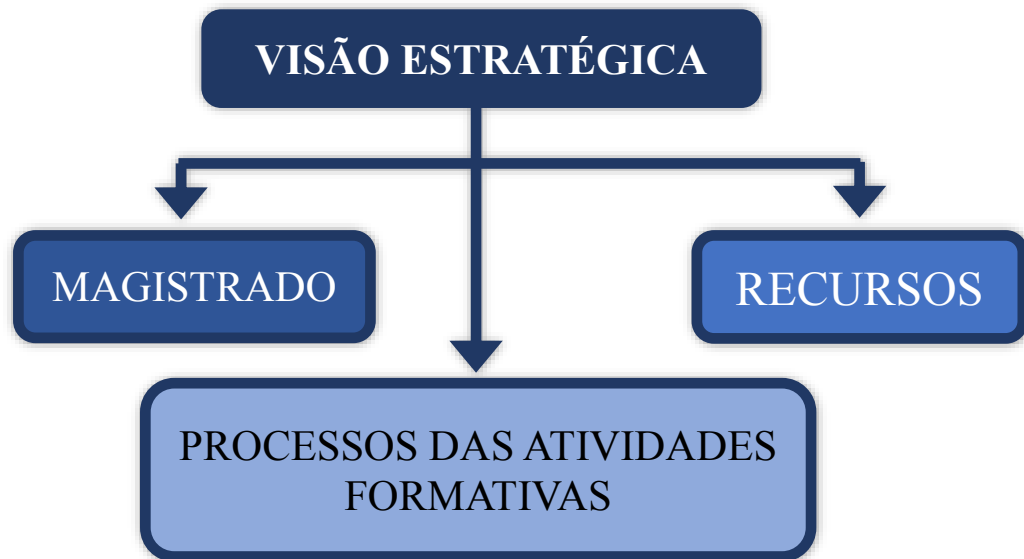 VISÃO ESTRATÉGICA
MAGISTRADO
RECURSOS
PROCESSOS DAS ATIVIDADES
FORMATIVAS